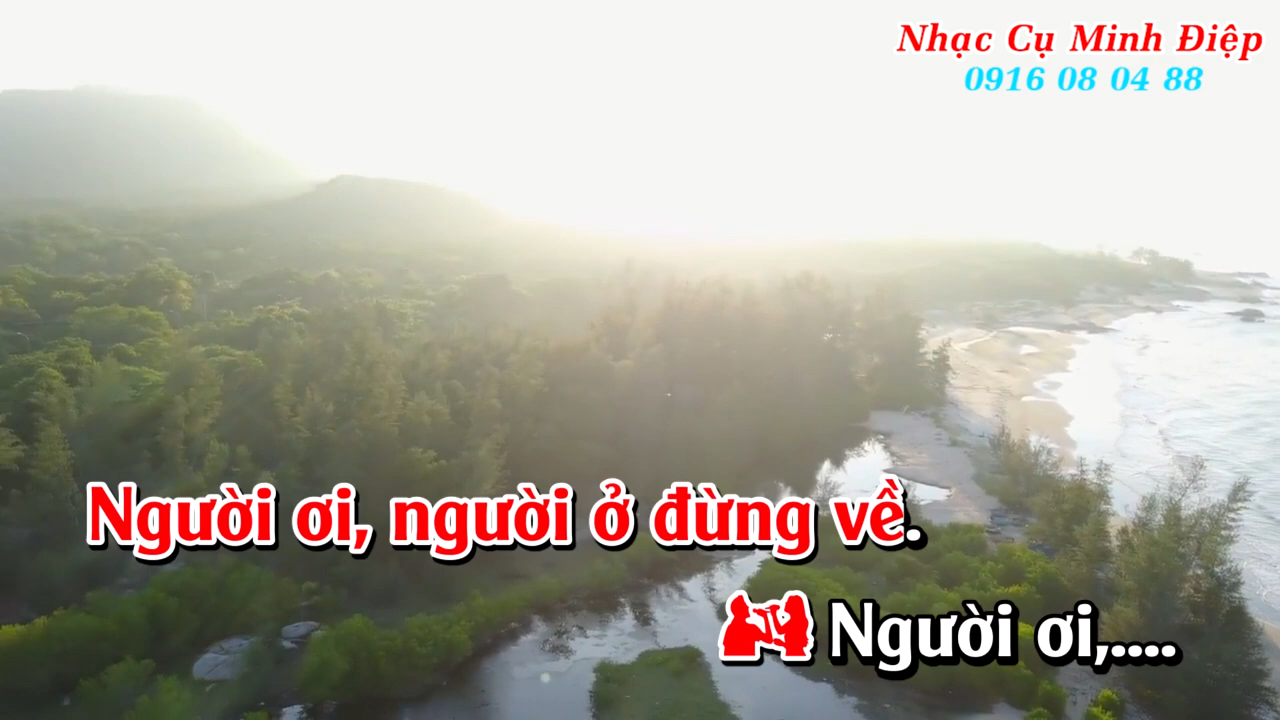 Nhạc Cụ Minh Điệp
0916 08 04 88
Người ơi, người ở đừng về.
Người ơi,....